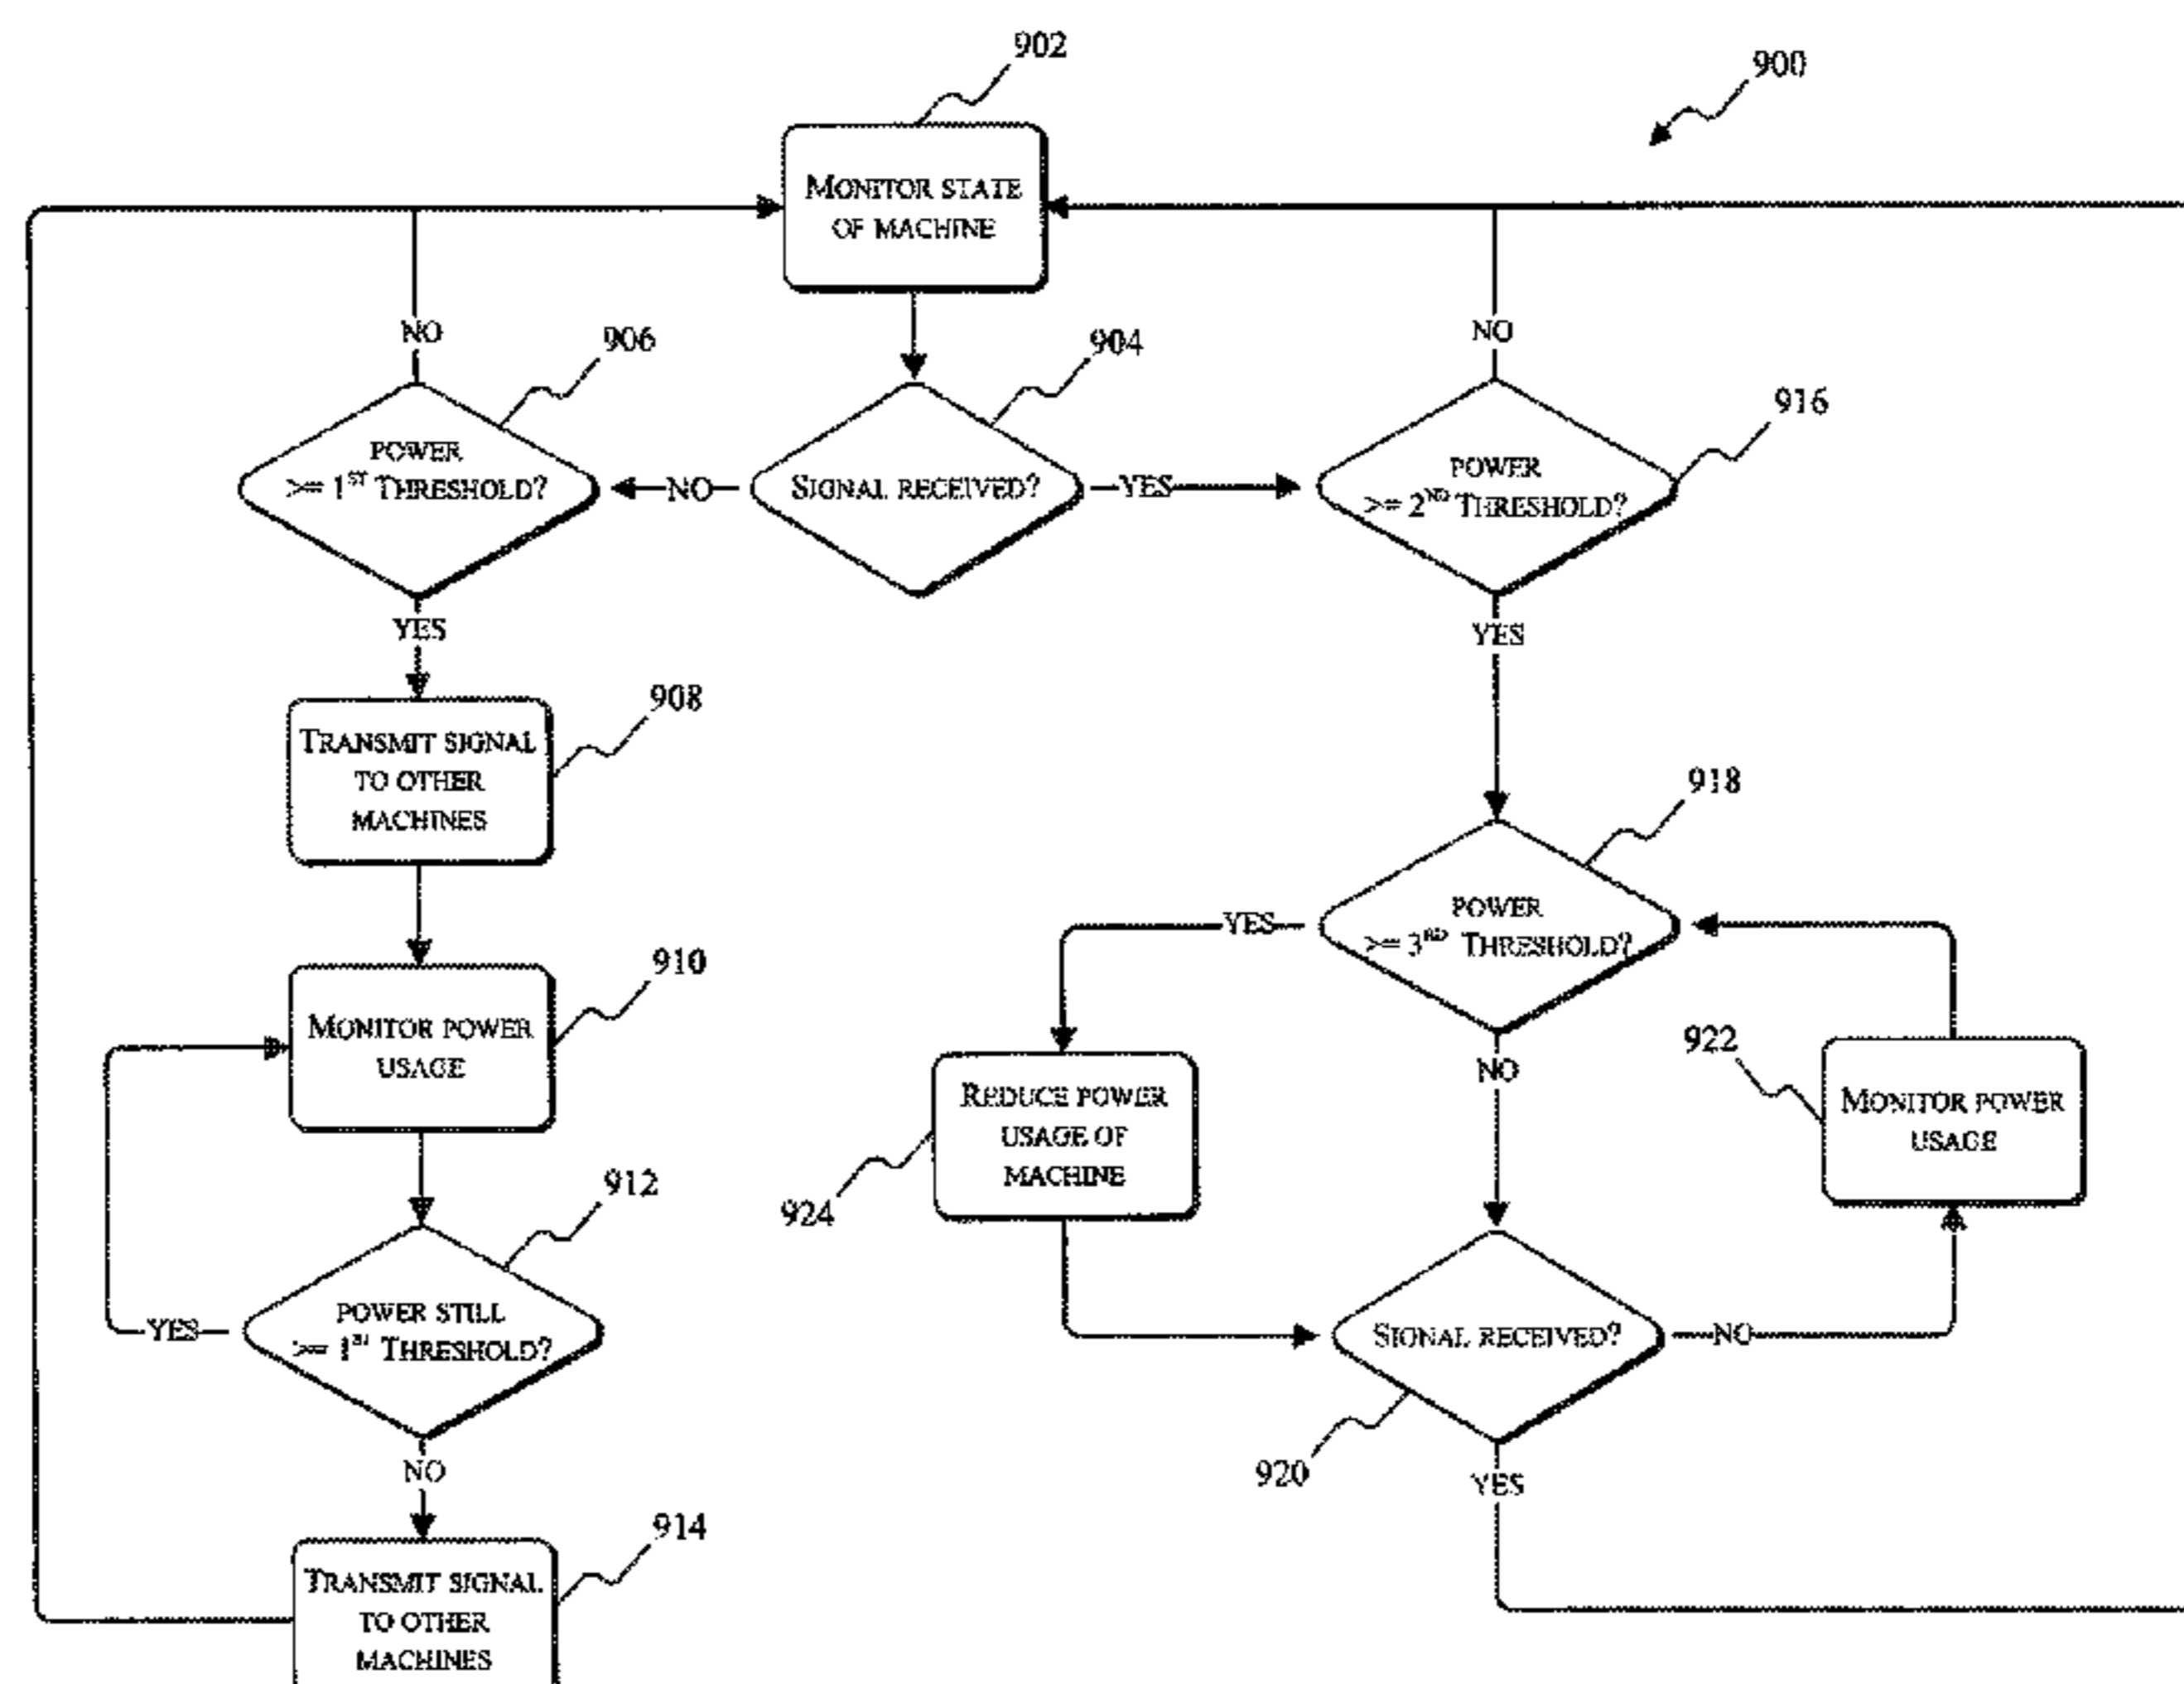 902
900
MONITOR STATE
OF MACHINE
NO
906
904
NO
916
POWER
>= 1ST THRESHOLD?
NO
SIGNAL RECEIVED?
YES
POWER
>= 2ND THRESHOLD?
YES
YES
908
TRANSMIT SIGNAL
TO OTHER
MACHINES
918
YES
POWER
>= 3RD THRESHOLD?
910
MONITOR POWER
USAGE
NO
922
REDUCE POWER
USAGE OF
MACHINE
MONITOR POWER
USAGE
912
924
YES
POWER STILL
>= 1ST THRESHOLD?
SIGNAL RECEIVED?
NO
NO
920
YES
914
TRANSMIT SIGNAL
TO OTHER
MACHINES